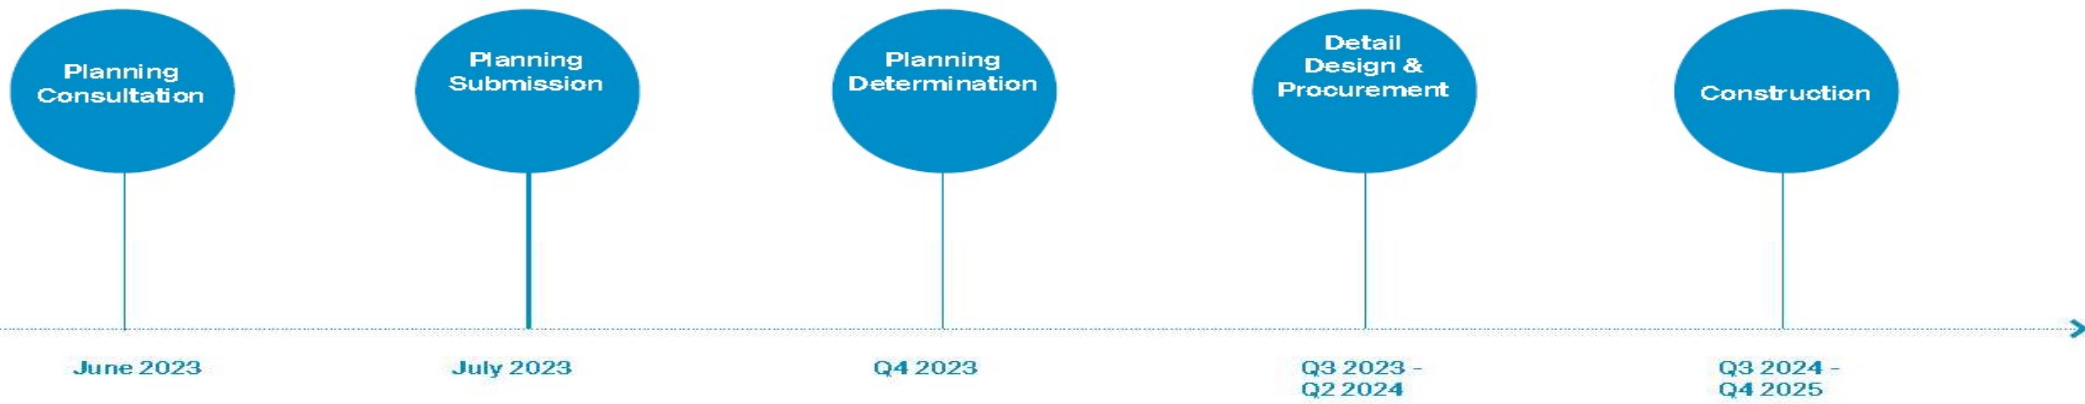 Planning
Consultation
Planning
Submission
Planning
Determination
Detail
Design &
Procurement
Construction
June 2023
July 2023
Q4 2023
Q3 2023 -
Q2 2024
Q3 2024 -
Q4 2025